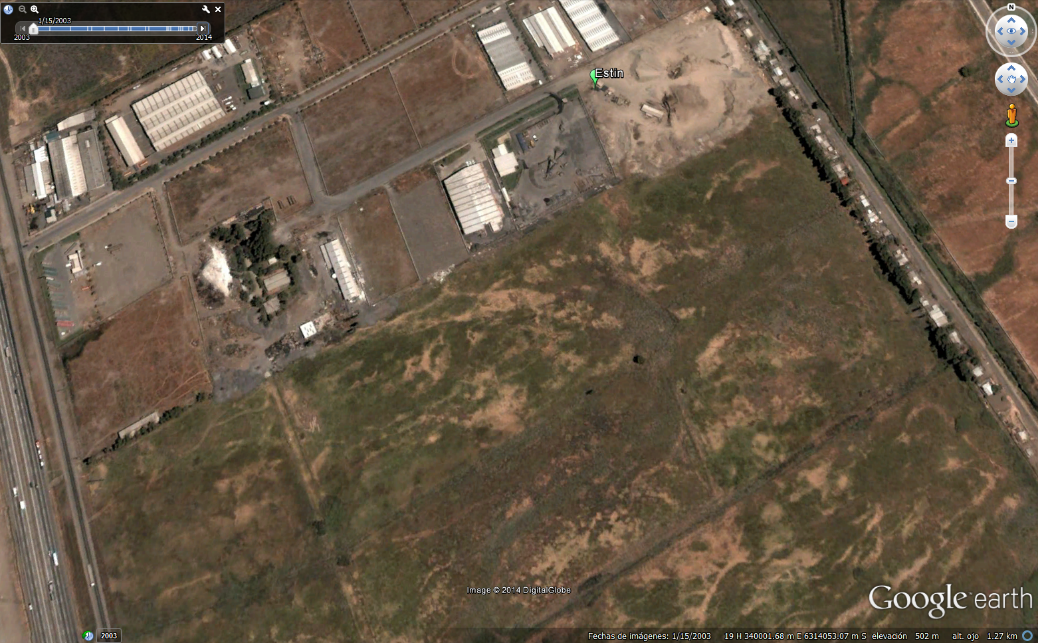 1/15/2003
2003 2014
N
Estin
Image © 2014 DigitalGlobe
Google earth
2003
Fechas de imágenes: 1/15/2003 19 H 340001.68 m E 6314053.07 m S elevación 502 m alt. ojo 1.27 km